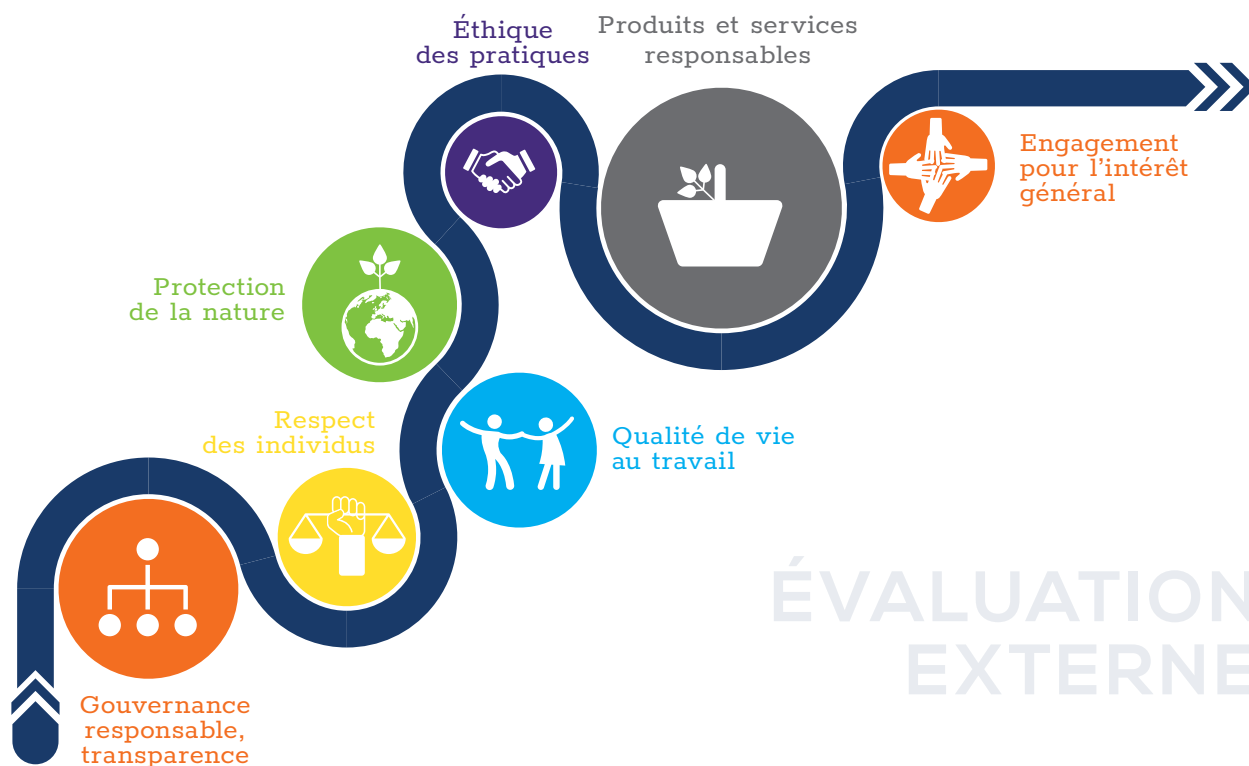 Éthique
des pratiques
Produits et services
responsables
Engagement
pour l'intérêt
général
Protection
de la nature
Respect
des individus
Qualité de vie
au travail
Gouvernance
responsable,
transparence
ÉVALUATION
EXTERNE